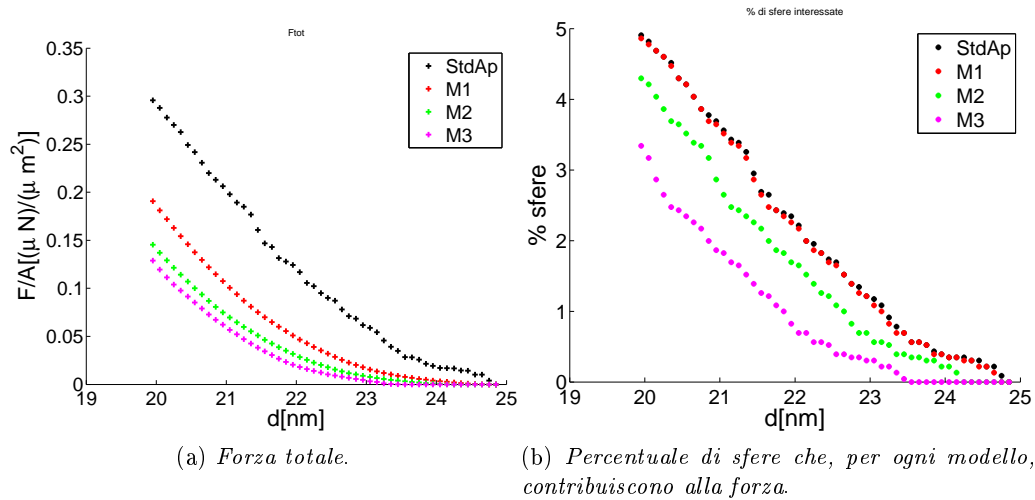 Ftot
0.35
0.3
0.25
0.2
0.15
0.1
0.05
0
F/A[(μ N)/(μ m²)]
19 20 21 22 23 24 25
d[nm]
StdAp
M1
M2
M3
(a) Forza totale.
% di sfere interessate
5
4
3
2
1
0
% sfere
19 20 21 22 23 24 25
d[nm]
StdAp
M1
M2
M3
(b) Percentuale di sfere che, per ogni modello,
contribuiscono alla forza.